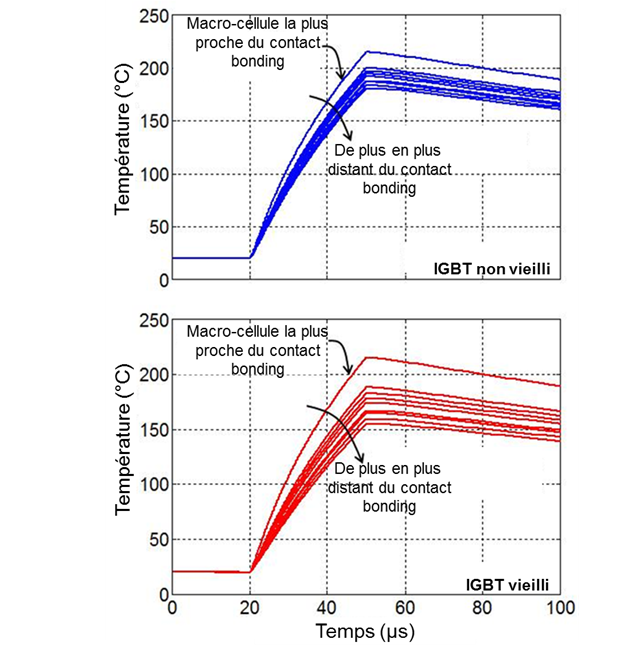 250
Macro-cellule la plus
proche du contact
bonding
200
150
De plus en plus
distant du contact
bonding
100
50
0
Température (°C)
IGBT non vieilli
250
Macro-cellule la plus
proche du contact
bonding
200
150
De plus en plus
distant du contact
bonding
100
50
0
Température (°C)
IGBT vieilli
0 20 40 60 80 100
Temps (µs)